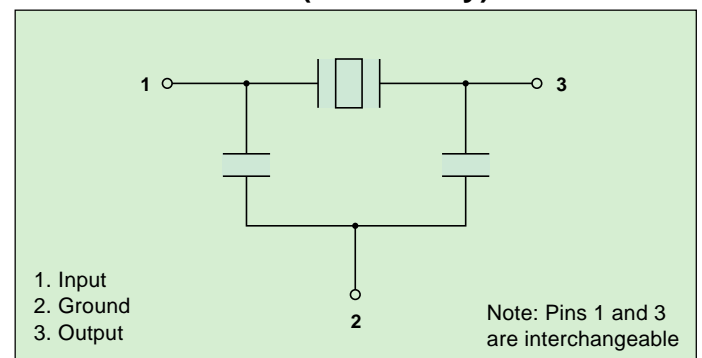 1
3
1. Input
2. Ground
3. Output
2
Note: Pins 1 and 3
are interchangeable